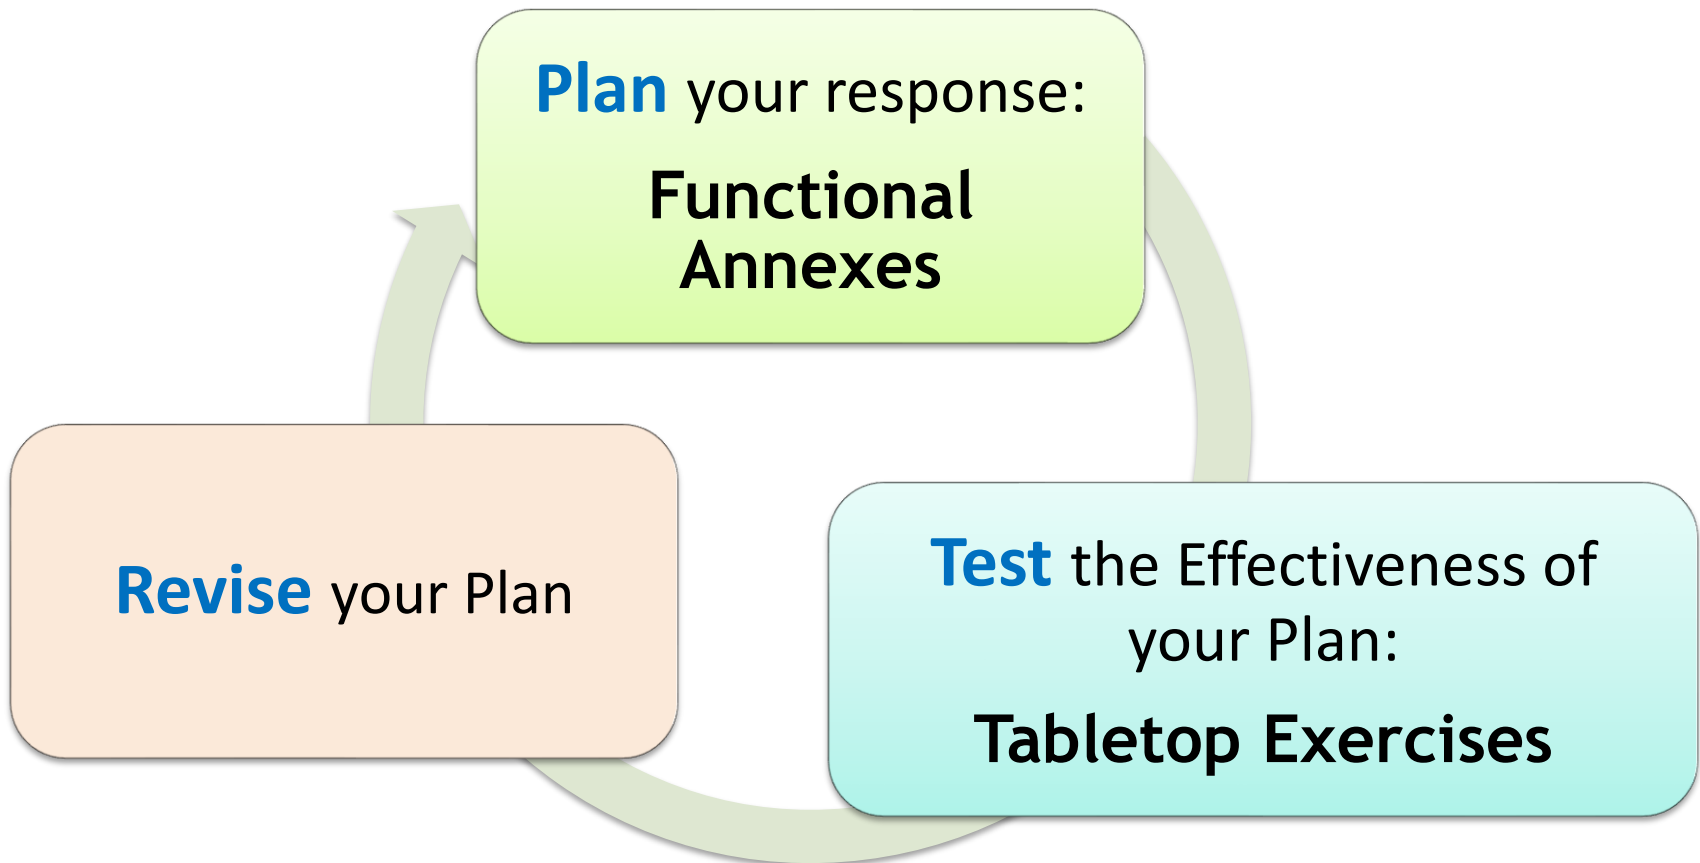 Plan your response:
Functional
Annexes
Test the Effectiveness of
your Plan:
Tabletop Exercises
Revise your Plan